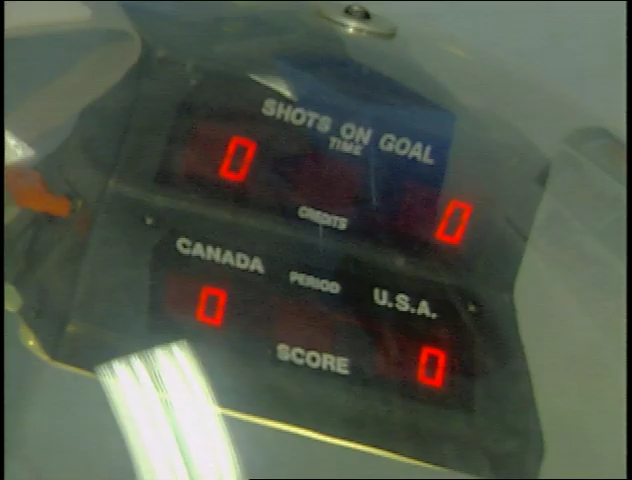 SHOTS ON GOAL
TIME
0 0
CREDITS
CANADA PERIOD U.S.A.
0 0
SCORE